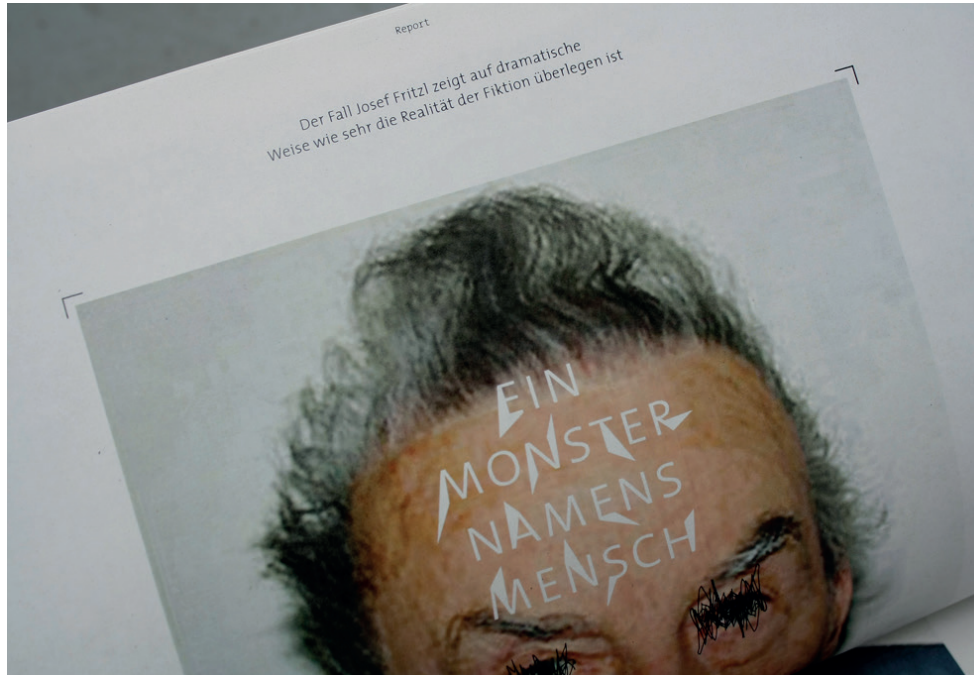 Report
Der Fall Josef Fritzl zeigt auf dramatische
Weise wie sehr die Realität der Fiktion überlegen ist
EIN
MONSTER
NAMENS
MENSCH